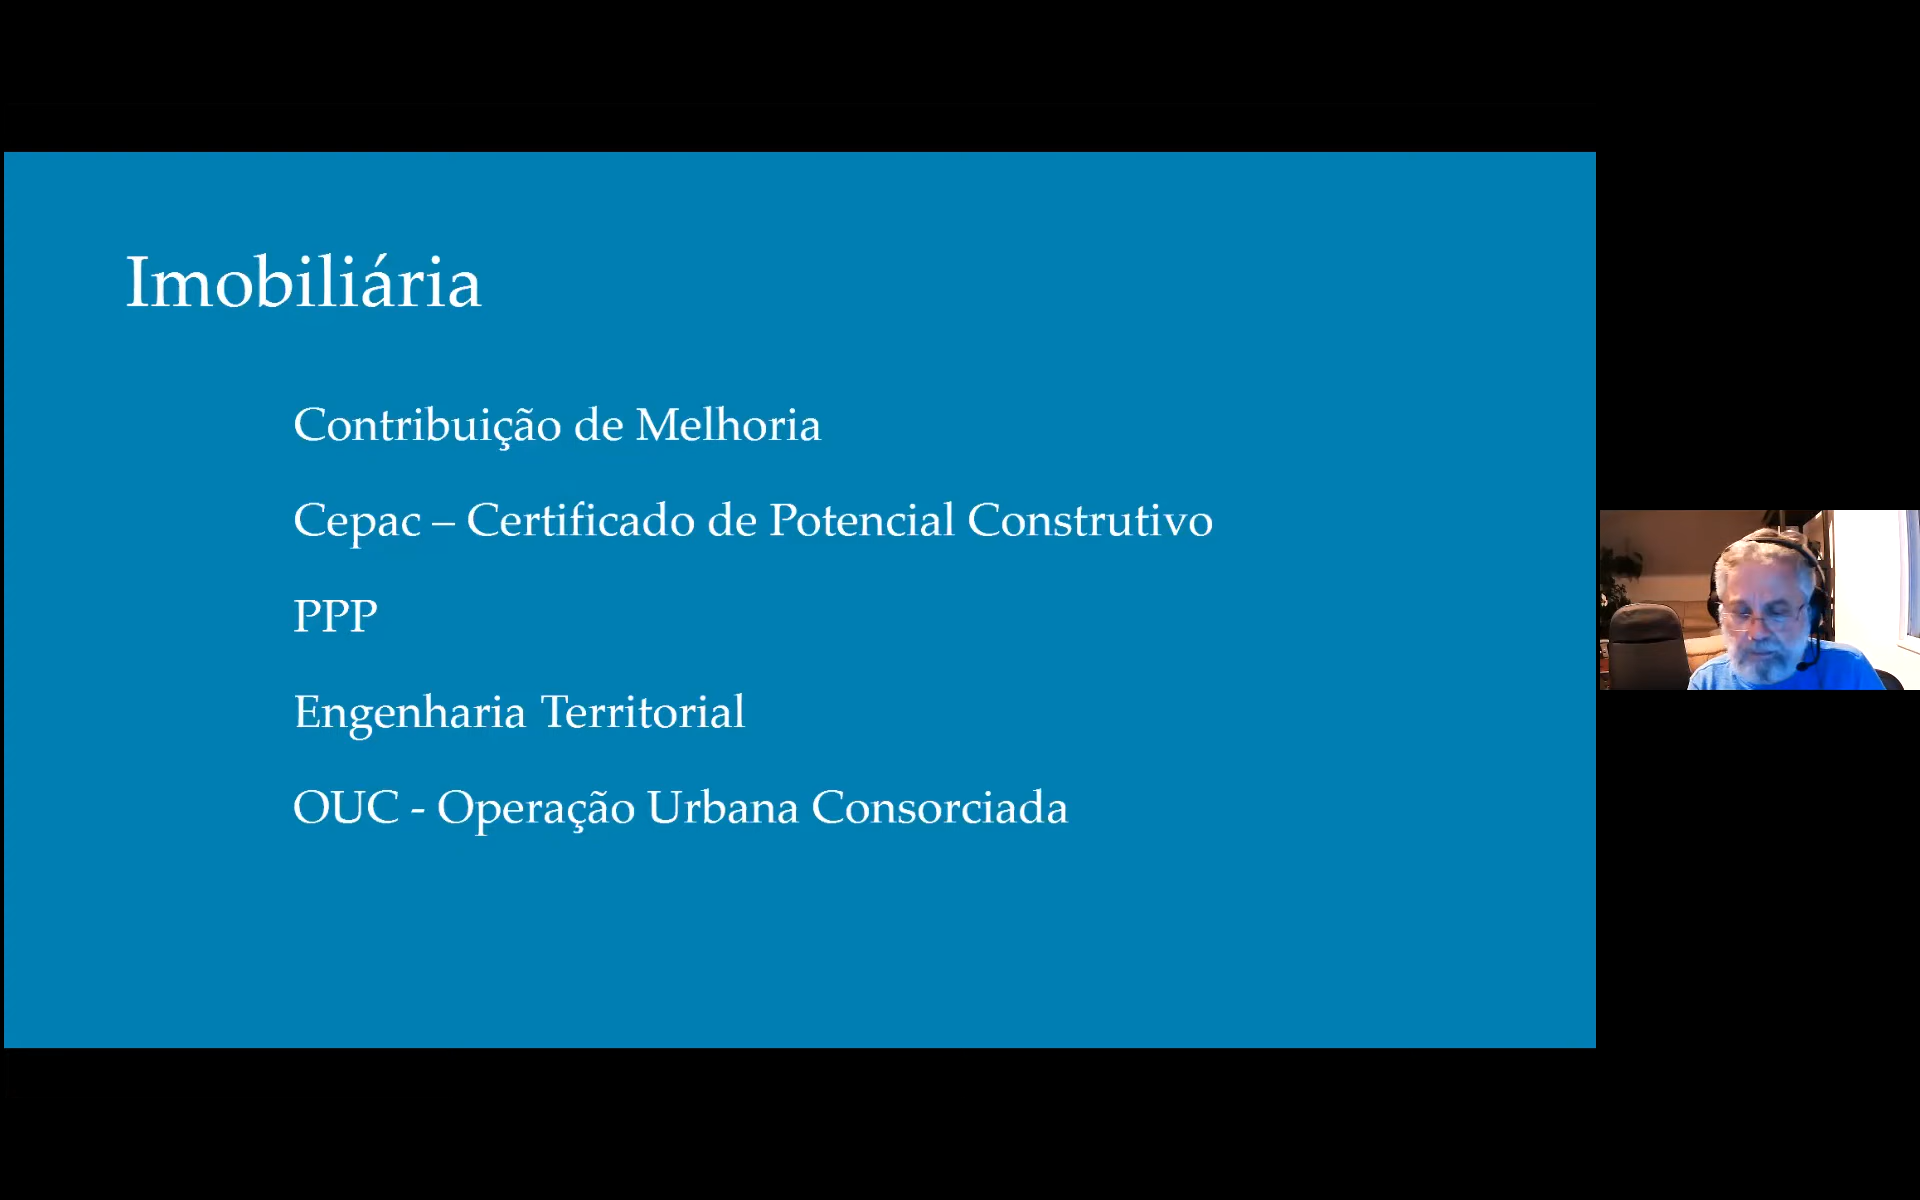 Imobiliária
Contribuição de Melhoria
Cepac – Certificado de Potencial Construtivo
PPP
Engenharia Territorial
OUC - Operação Urbana Consorciada